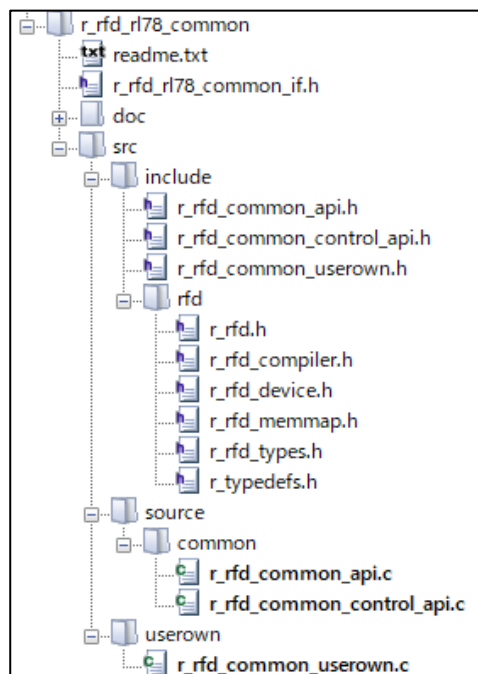 r_rfd_rl78_common
txt readme.txt
h r_rfd_rl78_common_if.h
doc
src
include
h r_rfd_common_api.h
h r_rfd_common_control_api.h
h r_rfd_common_userown.h
rfd
h r_rfd.h
h r_rfd_compiler.h
h r_rfd_device.h
h r_rfd_memmap.h
h r_rfd_types.h
h r_typedefs.h
source
common
c r_rfd_common_api.c
c r_rfd_common_control_api.c
userown
c r_rfd_common_userown.c